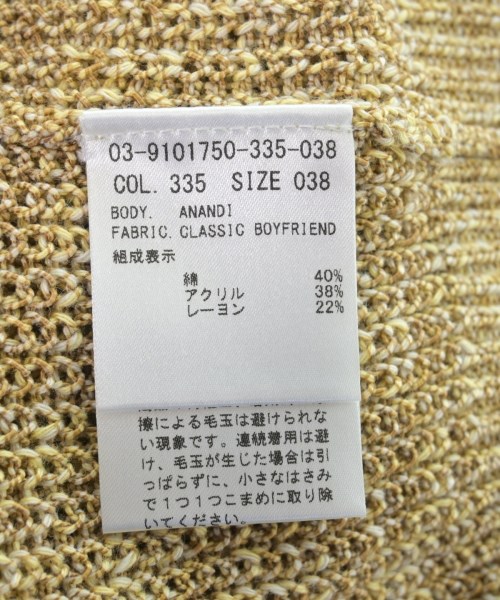 03-9101750-335-038
COL. 335 SIZE 038
BODY. ANANDI
FABRIC. CLASSIC BOYFRIEND
組成表示
綿 40%
アクリル 38%
レーヨン 22%
擦による毛玉は避けられな
い現象です。連続着用は避
け、毛玉が生じた場合は引
っぱらずに、小さなはさみ
で1つ1つこまめに取り除
いてください。